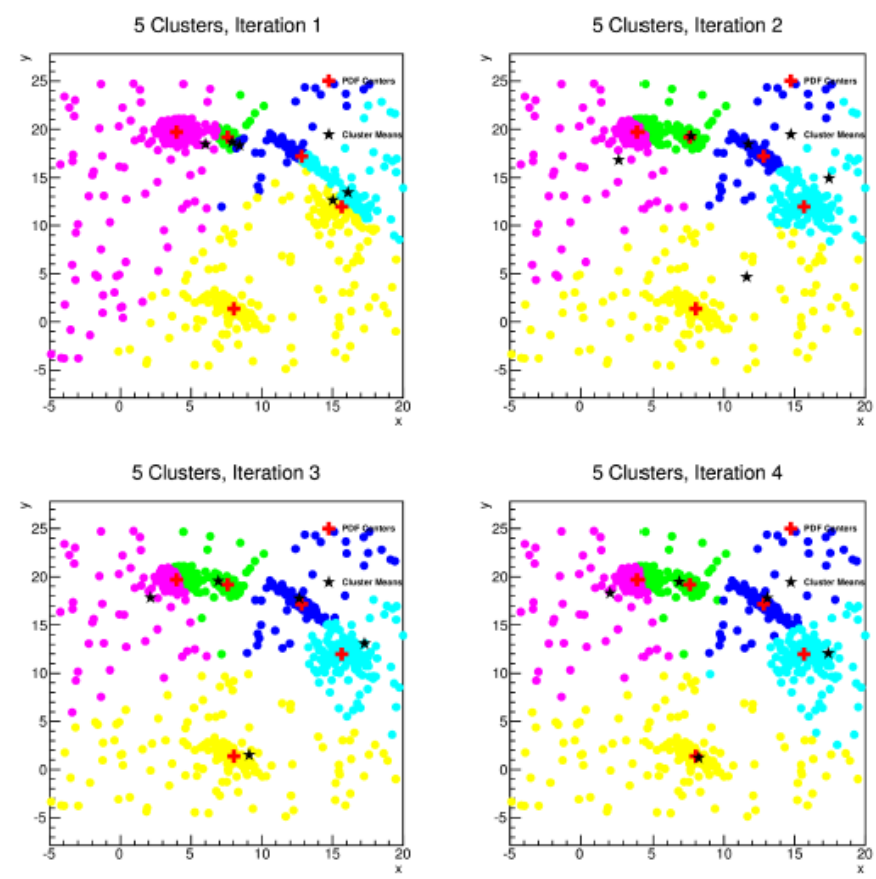 5 Clusters, Iteration 1
y
25
20
15
10
5
0
-5
PDF Centers
Cluster Means
-5 0 5 10 15 20
x
5 Clusters, Iteration 2
y
25
20
15
10
5
0
-5
PDF Centers
Cluster Means
-5 0 5 10 15 20
x
5 Clusters, Iteration 3
y
25
20
15
10
5
0
-5
PDF Centers
Cluster Means
-5 0 5 10 15 20
x
5 Clusters, Iteration 4
y
25
20
15
10
5
0
-5
PDF Centers
Cluster Means
-5 0 5 10 15 20
x